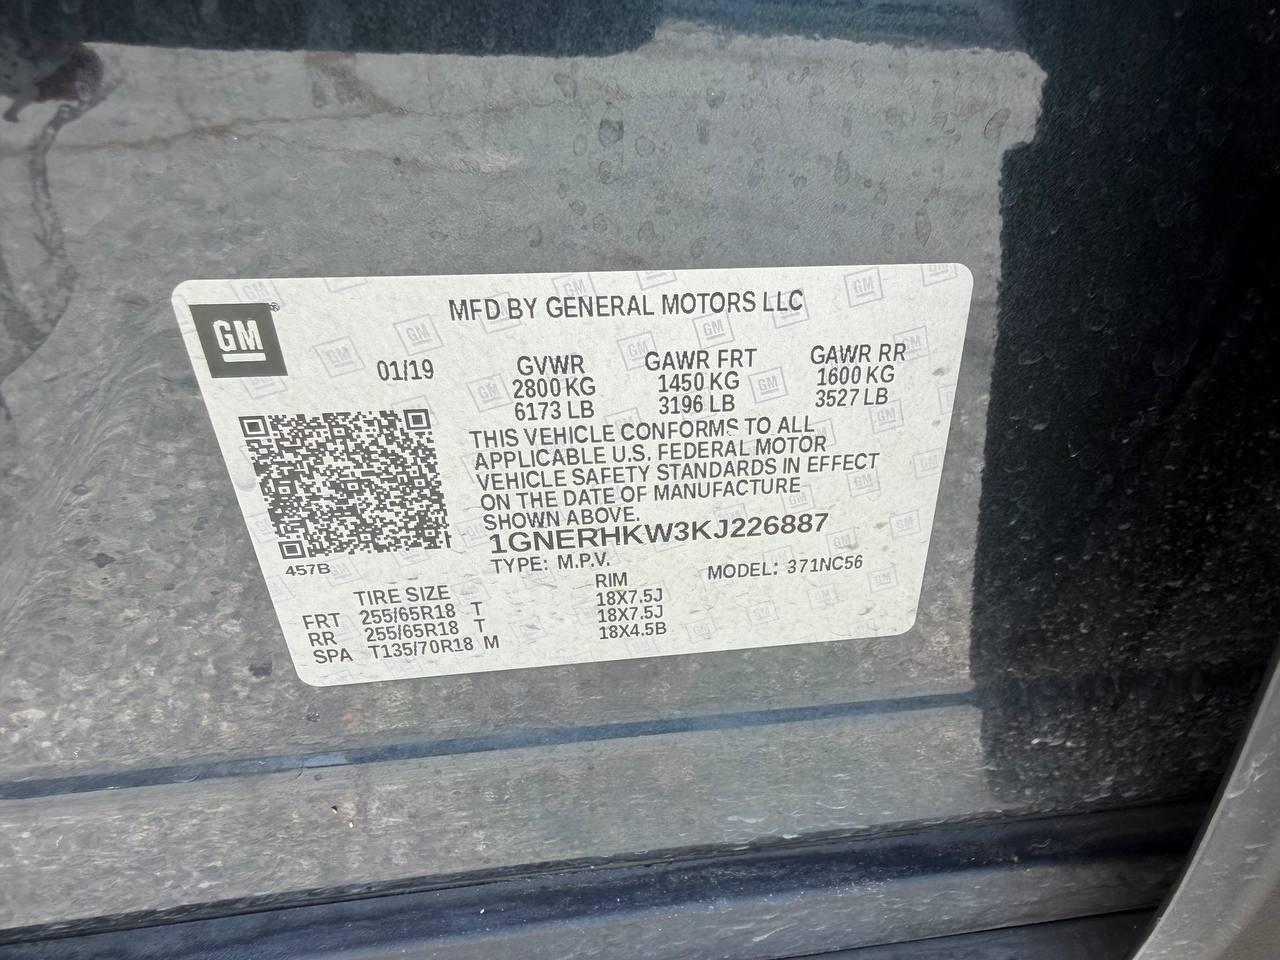 GM
MFD BY GENERAL MOTORS LLC
01/19 GVWR GAWR FRT GAWR RR
2800 KG 1450 KG 1600 KG
6173 LB 3196 LB 3527 LB
THIS VEHICLE CONFORMS TO ALL
APPLICABLE U.S. FEDERAL MOTOR
VEHICLE SAFETY STANDARDS IN EFFECT
ON THE DATE OF MANUFACTURE
SHOWN ABOVE.
1GNERHKW3KJ226887
457B
TYPE: M.P.V. MODEL: 371NC56
TIRE SIZE RIM
FRT 255/65R18 T 18X7.5J
RR 255/65R18 T 18X7.5J
SPA T135/70R18 M 18X4.5B